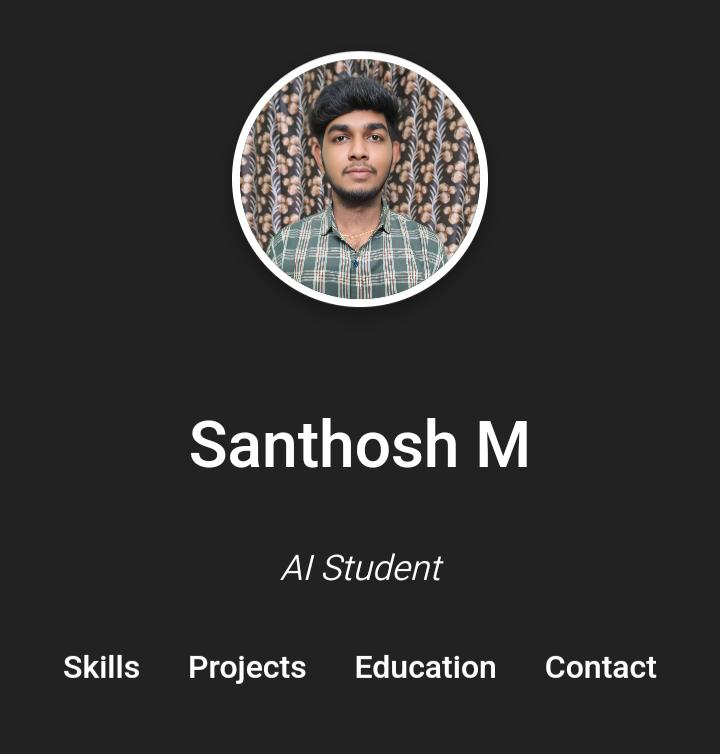 Santhosh M
AI Student
Skills Projects Education Contact